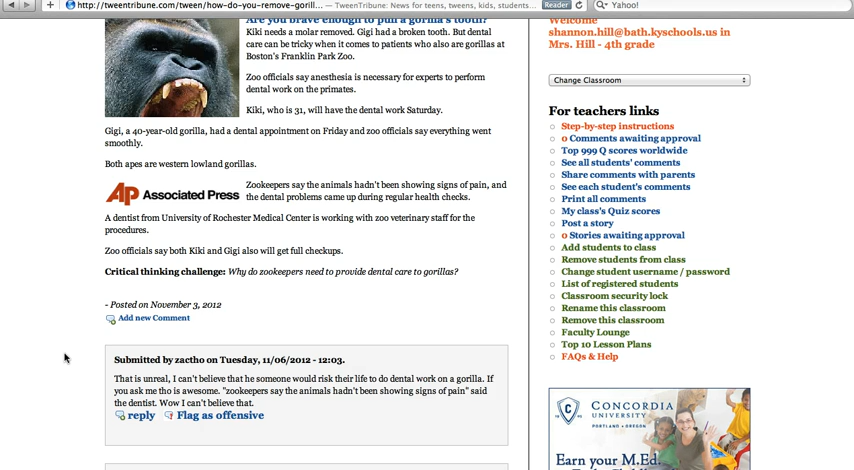 http://tweentribune.com/tween/how-do-you-remove-gorill... — TweenTribune: News for teens, tweens, kids, students... Reader Yahoo!
Are you brave enough to pull a gorilla's tooth?
Kiki needs a molar removed. Gigi had a broken tooth. But dental
care can be tricky when it comes to patients who also are gorillas at
Boston's Franklin Park Zoo.
Zoo officials say anesthesia is necessary for experts to perform
dental work on the primates.
Kiki, who is 31, will have the dental work Saturday.
Gigi, a 40-year-old gorilla, had a dental appointment on Friday and zoo officials say everything went
smoothly.
Both apes are western lowland gorillas.
AP Associated Press
Zookeepers say the animals hadn't been showing signs of pain, and
the dental problems came up during regular health checks.
A dentist from University of Rochester Medical Center is working with zoo veterinary staff for the
procedures.
Zoo officials say both Kiki and Gigi also will get full checkups.
Critical thinking challenge: Why do zookeepers need to provide dental care to gorillas?
- Posted on November 3, 2012
Add new Comment
Submitted by zactho on Tuesday, 11/06/2012 - 12:03.
That is unreal, I can't believe that he someone would risk their life to do dental work on a gorilla. If
you ask me tho is awesome. "zookeepers say the animals hadn't been showing signs of pain" said
the dentist. Wow I can't believe that.
reply Flag as offensive
Welcome
shannon.hill@bath.kyschools.us in
Mrs. Hill - 4th grade
Change Classroom
For teachers links
Step-by-step instructions
0 Comments awaiting approval
Top 999 Q scores worldwide
See all students' comments
Share comments with parents
See each student's comments
Print all comments
My class's Quiz scores
Post a story
0 Stories awaiting approval
Add students to class
Remove students from class
Change student username / password
List of registered students
Classroom security lock
Rename this classroom
Remove this classroom
Faculty Lounge
Top 10 Lesson Plans
FAQs & Help
CONCORDIA
UNIVERSITY
PORTLAND • OREGON
Earn your M.Ed.